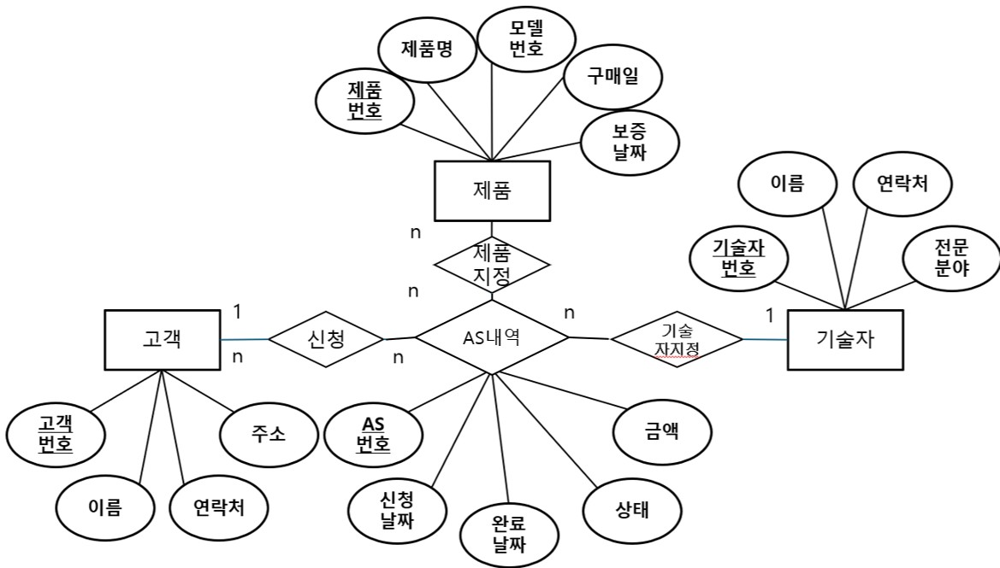 모델
번호
제품명
구매일
제품
번호
보증
날짜
제품
이름
연락처
기술자
번호
전문
분야
n
제품
지정
n
고객
1
n
신청
n
AS내역
n
기술
자지정
1
기술자
고객
번호
주소
이름
연락처
AS
번호
금액
신청
날짜
완료
날짜
상태